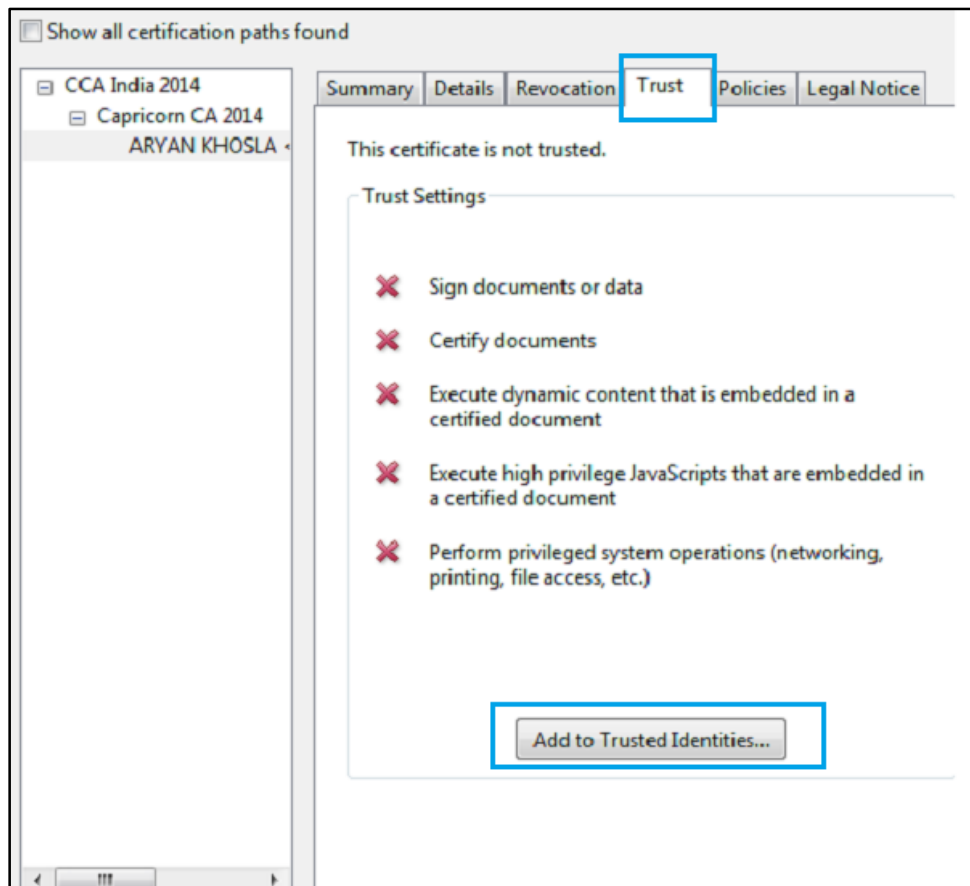 Show all certification paths found
CCA India 2014
Capricorn CA 2014
ARYAN KHOSLA
Summary Details Revocation Trust Policies Legal Notice
This certificate is not trusted.
Trust Settings
Sign documents or data
Certify documents
Execute dynamic content that is embedded in a
certified document
Execute high privilege JavaScripts that are embedded in
a certified document
Perform privileged system operations (networking,
printing, file access, etc.)
Add to Trusted Identities...